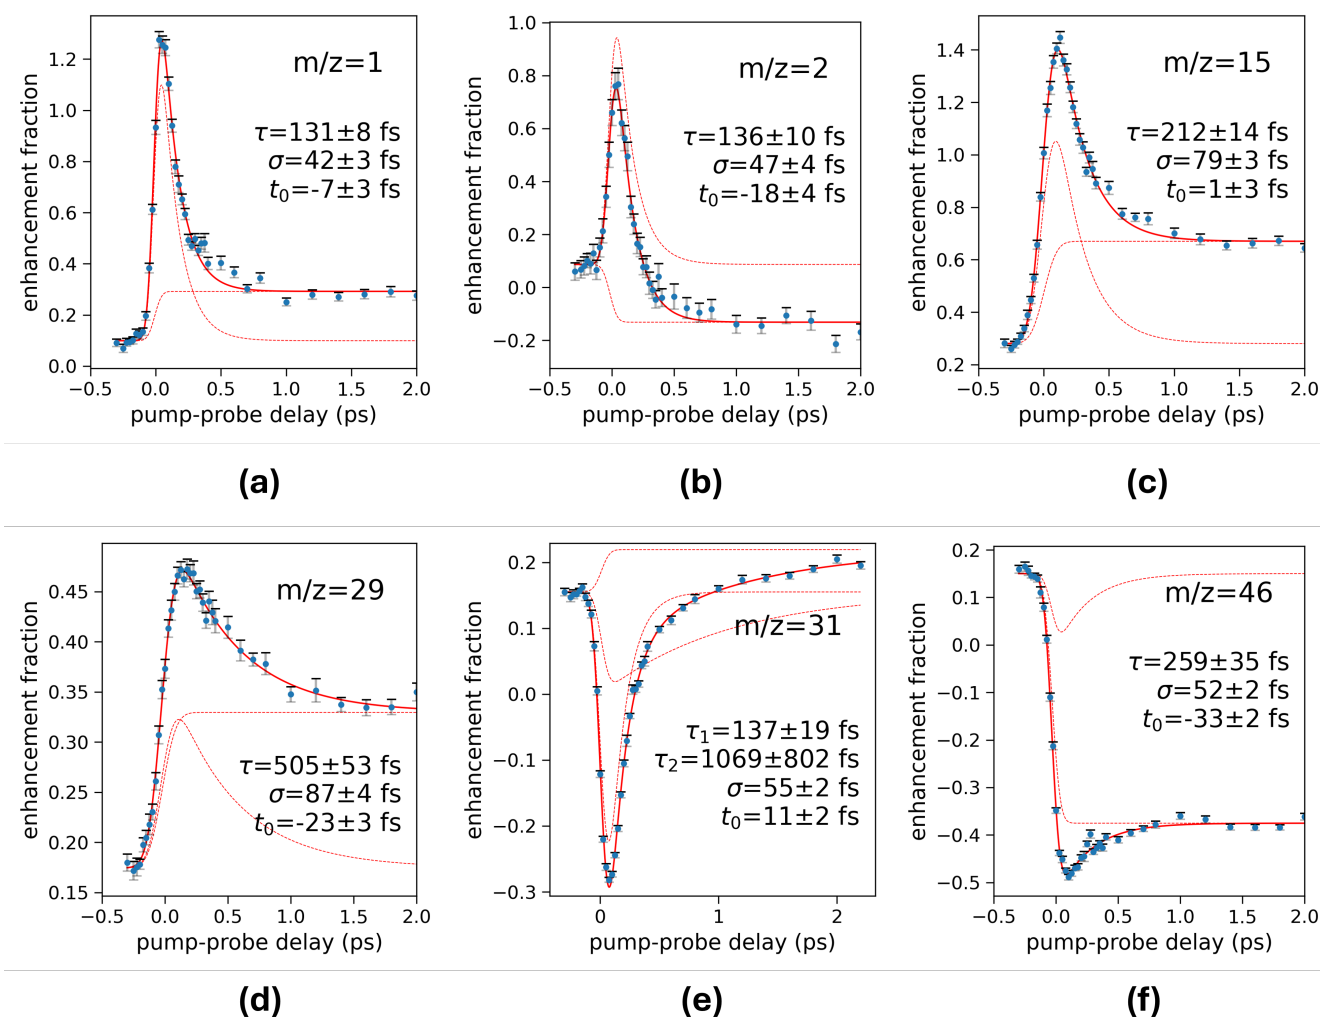 enhancement fraction
1.2
1.0
0.8
0.6
0.4
0.2
0.0
m/z=1
τ=131±8 fs
σ=42±3 fs
t₀=-7±3 fs
−0.5 0.0 0.5 1.0 1.5 2.0
pump-probe delay (ps)
(a)
enhancement fraction
1.0
0.8
0.6
0.4
0.2
0.0
−0.2
m/z=2
τ=136±10 fs
σ=47±4 fs
t₀=-18±4 fs
−0.5 0.0 0.5 1.0 1.5 2.0
pump-probe delay (ps)
(b)
enhancement fraction
1.4
1.2
1.0
0.8
0.6
0.4
0.2
m/z=15
τ=212±14 fs
σ=79±3 fs
t₀=1±3 fs
−0.5 0.0 0.5 1.0 1.5 2.0
pump-probe delay (ps)
(c)
enhancement fraction
0.45
0.40
0.35
0.30
0.25
0.20
0.15
m/z=29
τ=505±53 fs
σ=87±4 fs
t₀=-23±3 fs
−0.5 0.0 0.5 1.0 1.5 2.0
pump-probe delay (ps)
(d)
enhancement fraction
0.2
0.1
0.0
−0.1
−0.2
−0.3
m/z=31
τ₁=137±19 fs
τ₂=1069±802 fs
σ=55±2 fs
t₀=11±2 fs
0 1 2
pump-probe delay (ps)
(e)
enhancement fraction
0.2
0.1
0.0
−0.1
−0.2
−0.3
−0.4
−0.5
m/z=46
τ=259±35 fs
σ=52±2 fs
t₀=-33±2 fs
−0.5 0.0 0.5 1.0 1.5 2.0
pump-probe delay (ps)
(f)